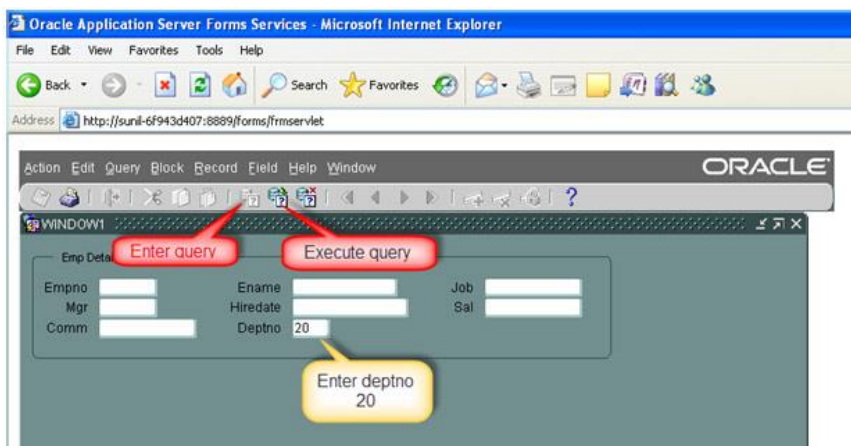 Oracle Application Server Forms Services - Microsoft Internet Explorer
File Edit View Favorites Tools Help
Back Search Favorites
Address http://sunil-6f943d407:8889/forms/frmservlet
Action Edit Query Block Record Field Help Window ORACLE
WINDOW1
Enter query Execute query
Emp Deta
Empno Ename Job
Mgr Hiredate Sal
Comm Deptno 20
Enter deptno
20